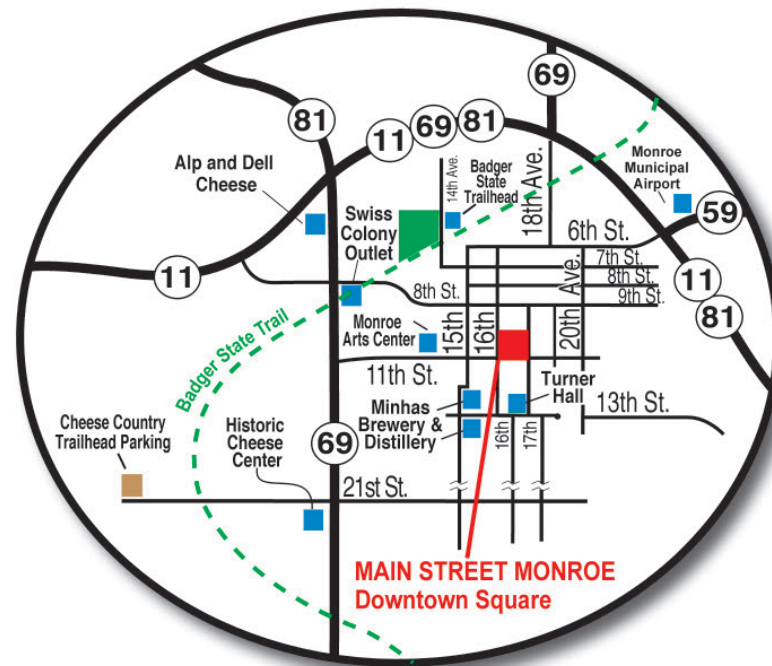 69
81
11
69
81
Alp and Dell
Cheese
14th Ave.
Badger
State
Trailhead
18th Ave.
Monroe
Municipal
Airport
59
Swiss
Colony
Outlet
6th St.
7th St.
8th St.
9th St.
11
8th St.
11
81
Badger State Trail
Monroe
Arts Center
15th
16th
20th
Ave.
11th St.
Turner
Hall
Minhas
Brewery &
Distillery
13th St.
16th
17th
Cheese Country
Trailhead Parking
Historic
Cheese
Center
69
21st St.
MAIN STREET MONROE
Downtown Square